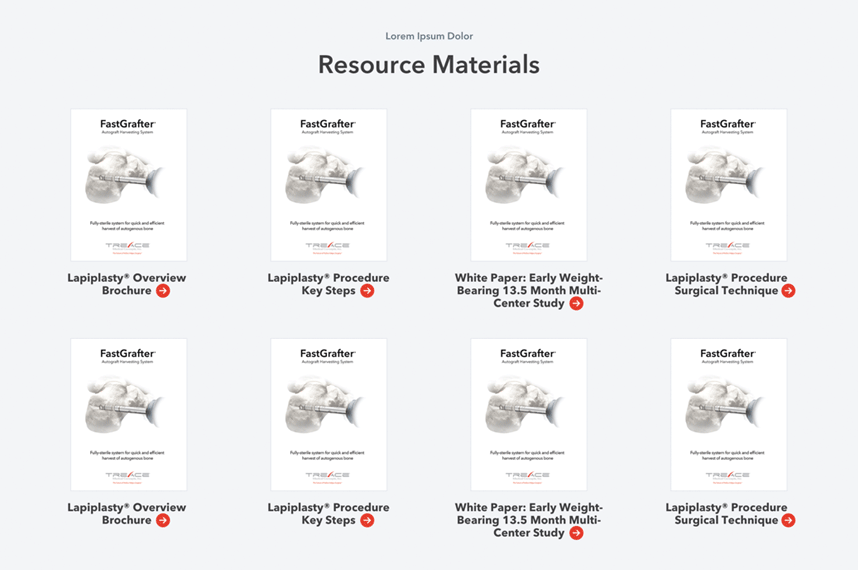 Lorem Ipsum Dolor
Resource Materials
FastGrafter
Autograft Harvesting System
Fully-sterile system for quick and efficient
harvest of autogenous bone
TREACE
Lapiplasty® Overview
Brochure
FastGrafter
Autograft Harvesting System
Fully-sterile system for quick and efficient
harvest of autogenous bone
TREACE
Lapiplasty® Procedure
Key Steps
FastGrafter
Autograft Harvesting System
Fully-sterile system for quick and efficient
harvest of autogenous bone
TREACE
White Paper: Early Weight-
Bearing 13.5 Month Multi-
Center Study
FastGrafter
Autograft Harvesting System
Fully-sterile system for quick and efficient
harvest of autogenous bone
TREACE
Lapiplasty® Procedure
Surgical Technique
FastGrafter
Autograft Harvesting System
Fully-sterile system for quick and efficient
harvest of autogenous bone
TREACE
Lapiplasty® Overview
Brochure
FastGrafter
Autograft Harvesting System
Fully-sterile system for quick and efficient
harvest of autogenous bone
TREACE
Lapiplasty® Procedure
Key Steps
FastGrafter
Autograft Harvesting System
Fully-sterile system for quick and efficient
harvest of autogenous bone
TREACE
White Paper: Early Weight-
Bearing 13.5 Month Multi-
Center Study
FastGrafter
Autograft Harvesting System
Fully-sterile system for quick and efficient
harvest of autogenous bone
TREACE
Lapiplasty® Procedure
Surgical Technique